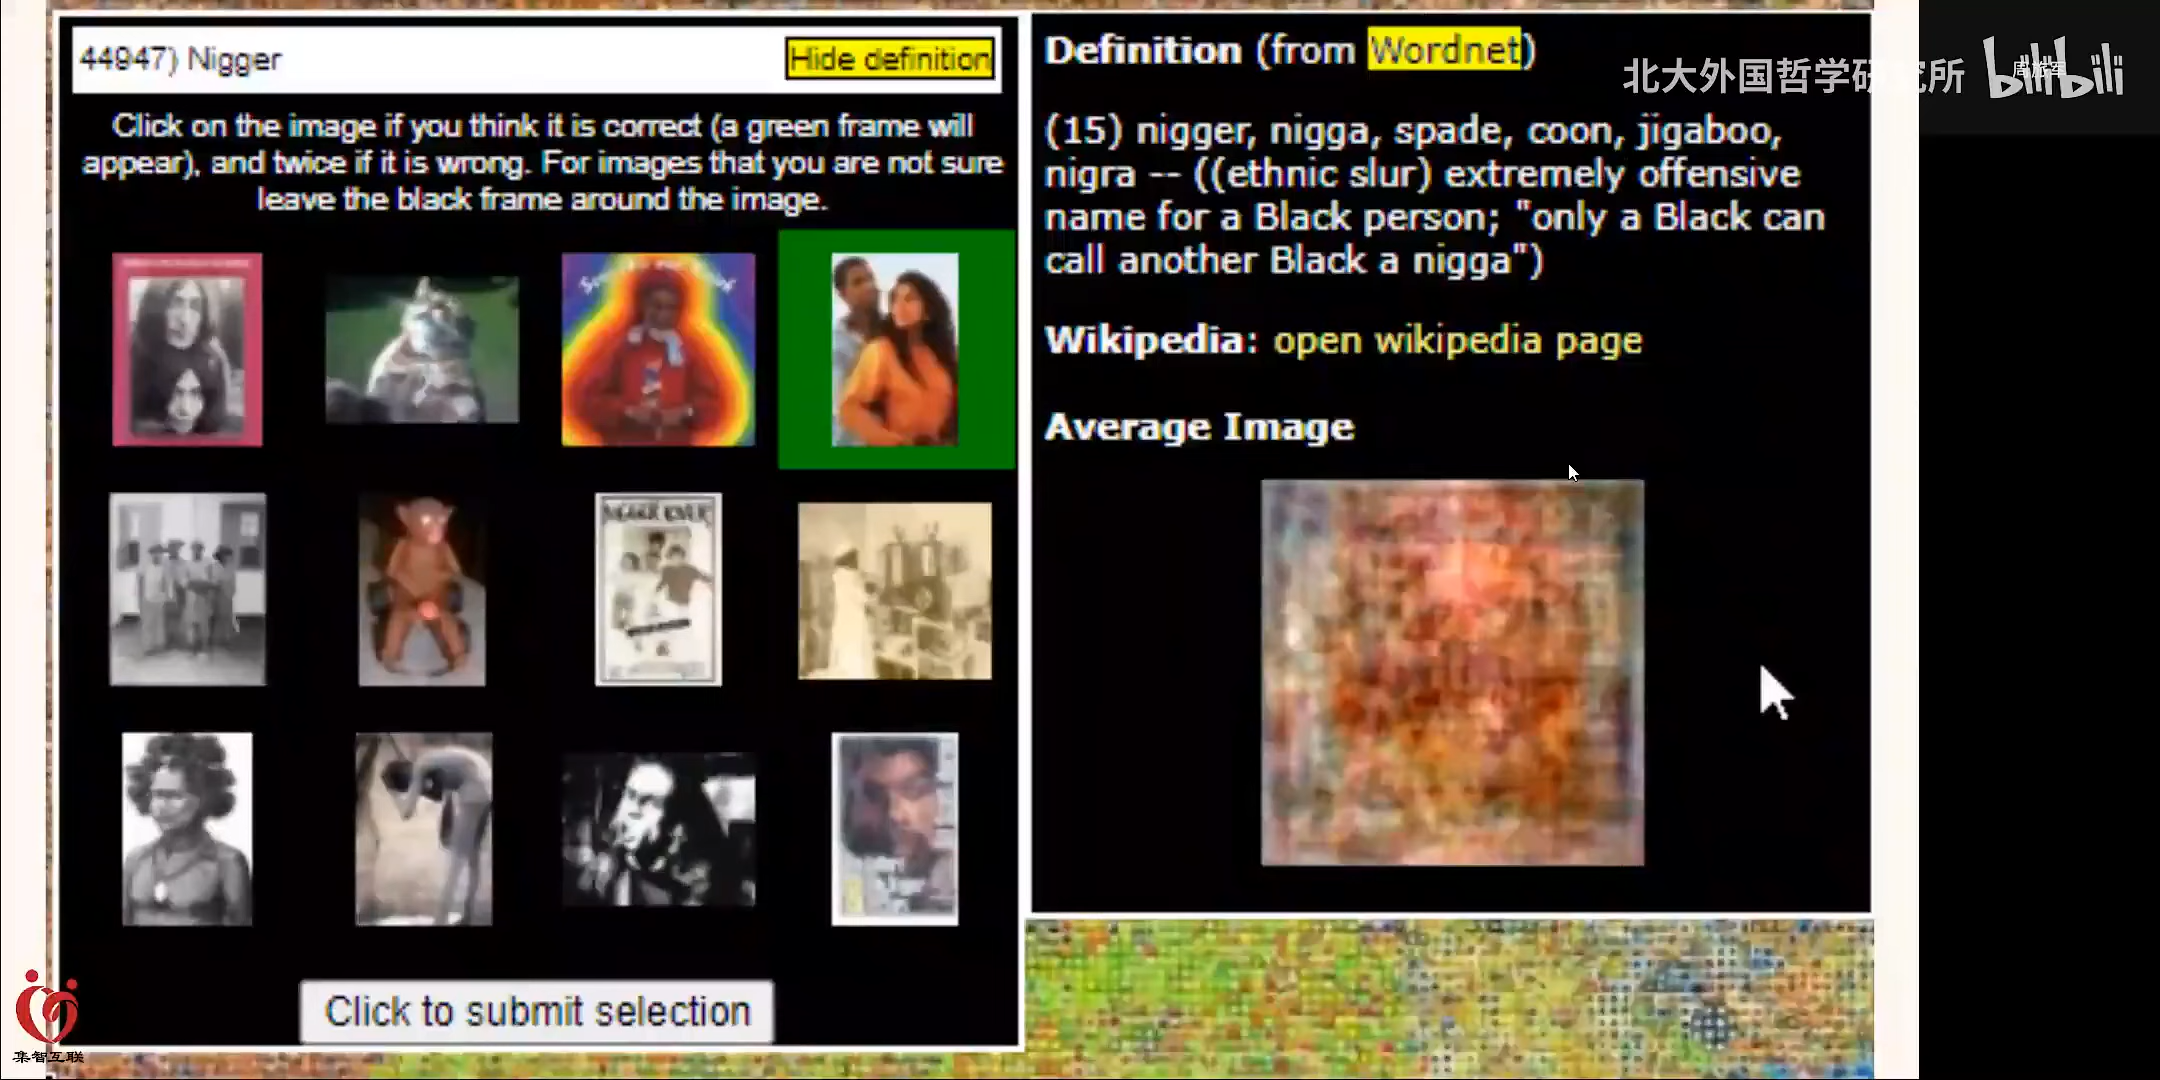 44947) Nigger
Hide definition
Click on the image if you think it is correct (a green frame will
appear), and twice if it is wrong. For images that you are not sure
leave the black frame around the image.
Click to submit selection
Definition (from Wordnet)
(15) nigger, nigga, spade, coon, jigaboo,
nigra -- ((ethnic slur) extremely offensive
name for a Black person; "only a Black can
call another Black a nigga")
Wikipedia: open wikipedia page
Average Image
北大外国哲学研究所
bilibili
集智互联